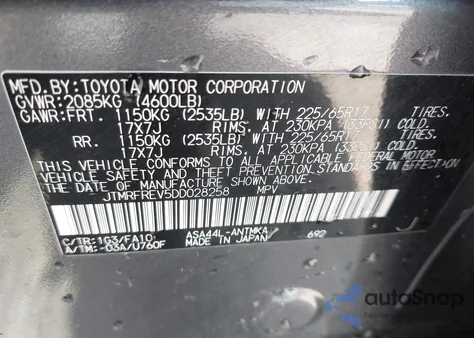 MFD. BY: TOYOTA MOTOR CORPORATION
GVWR: 2085KG (4600LB)
GAWR: FRT. 1150KG (2535LB) WITH 225/65R17 TIRES.
17X7J RIMS. AT 230KPA (33PSI) COLD.
RR. 1150KG (2535LB) WITH 225/65R17 TIRES.
17X7J RIMS. AT 230KPA (33PSI) COLD.
THIS VEHICLE CONFORMS TO ALL APPLICABLE FEDERAL MOTOR
VEHICLE SAFETY AND THEFT PREVENTION STANDARDS IN EFFECT
ON THE DATE OF MANUFACTURE SHOWN ABOVE.
JTMRFREV5DD028258 MPV
C/TR: 1G3/FA10 ASA44L-ANTMKA 692
A/TM: -03A/U760F MADE IN JAPAN
J
autosnap